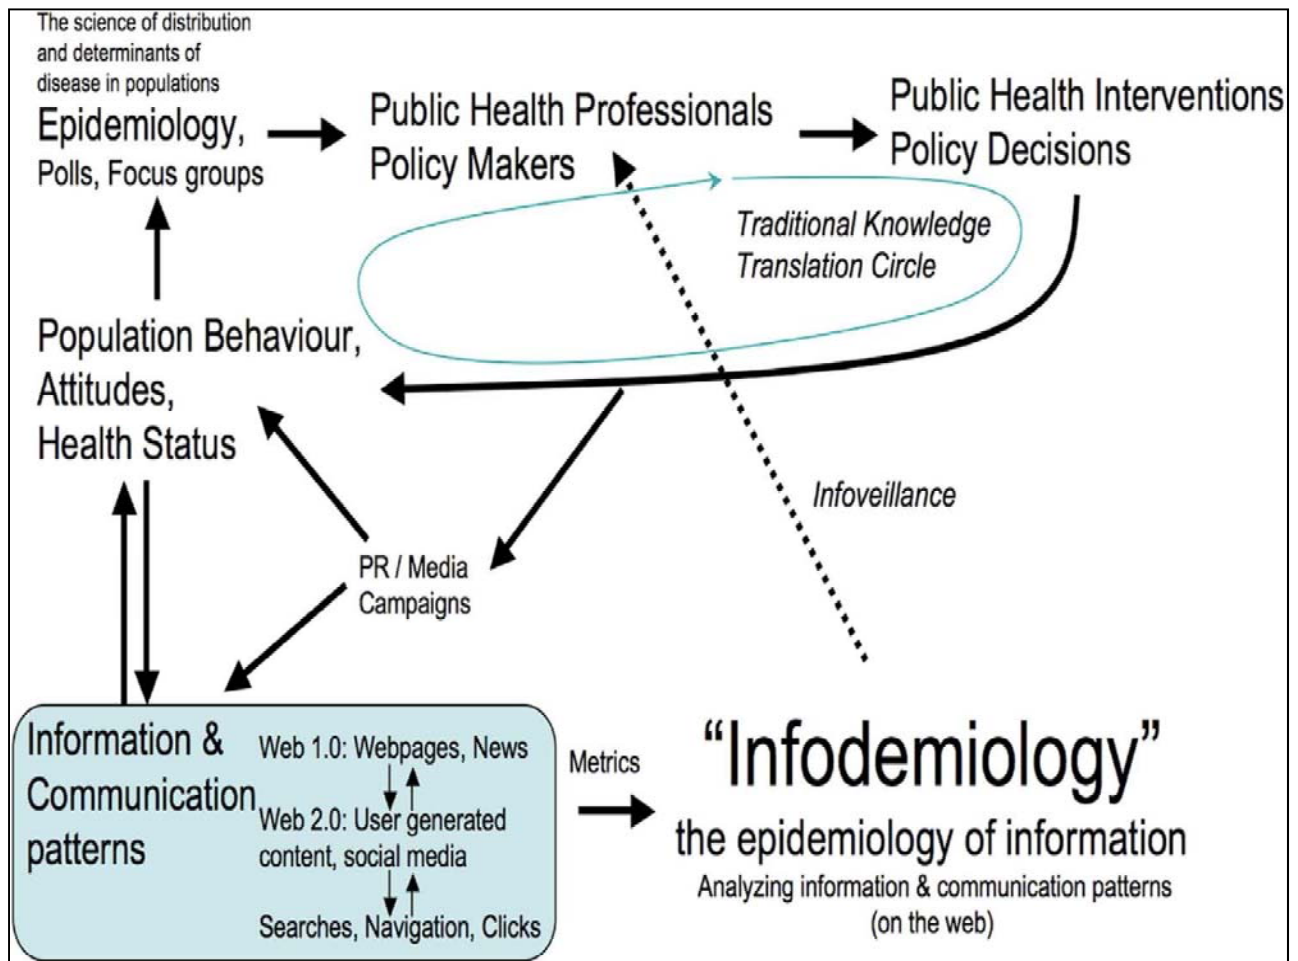 The science of distribution
and determinants of
disease in populations
Epidemiology,
Polls, Focus groups
Public Health Professionals
Policy Makers
Public Health Interventions
Policy Decisions
Traditional Knowledge
Translation Circle
Population Behaviour,
Attitudes,
Health Status
Infoveillance
PR / Media
Campaigns
Information &
Communication
patterns
Web 1.0: Webpages, News
Web 2.0: User generated
content, social media
Searches, Navigation, Clicks
Metrics
“Infodemiology”
the epidemiology of information
Analyzing information & communication patterns
(on the web)